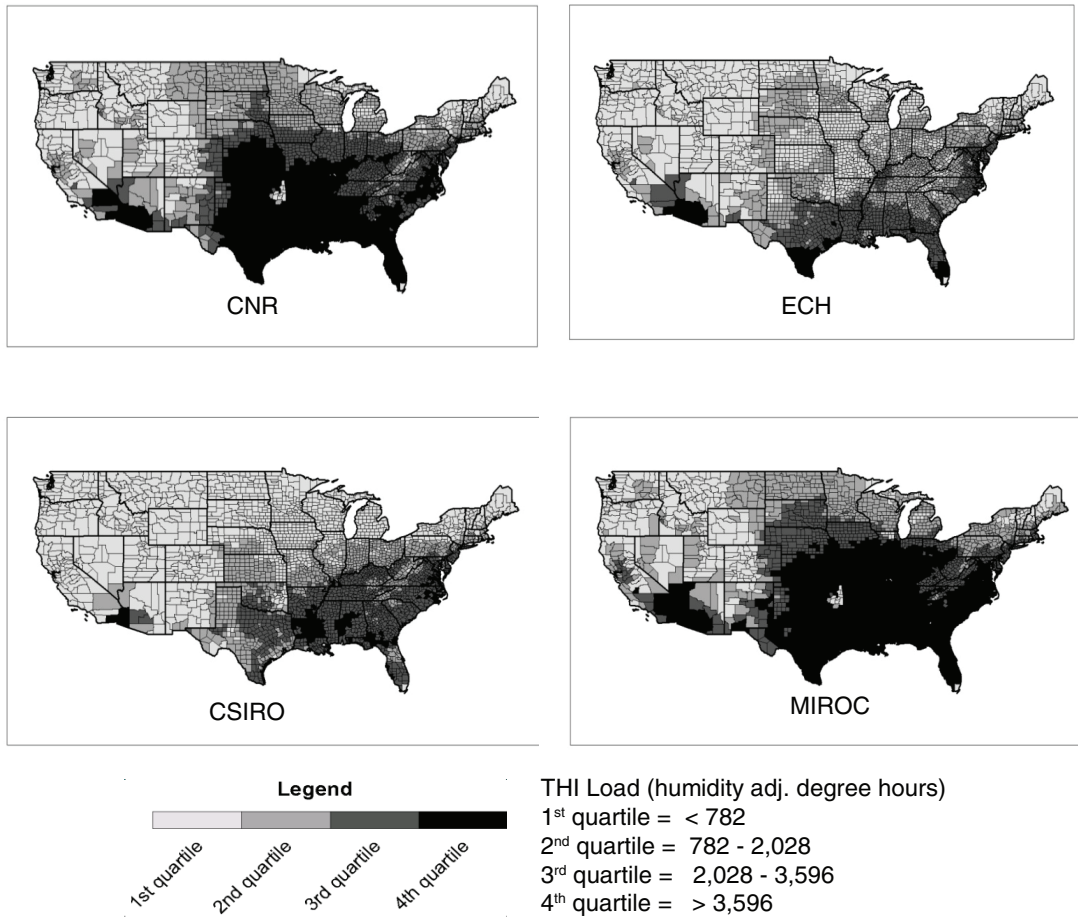 CNR
ECH
CSIRO
MIROC
Legend
1st quartile
2nd quartile
3rd quartile
4th quartile
THI Load (humidity adj. degree hours)
1st quartile = < 782
2nd quartile = 782 - 2,028
3rd quartile = 2,028 - 3,596
4th quartile = > 3,596